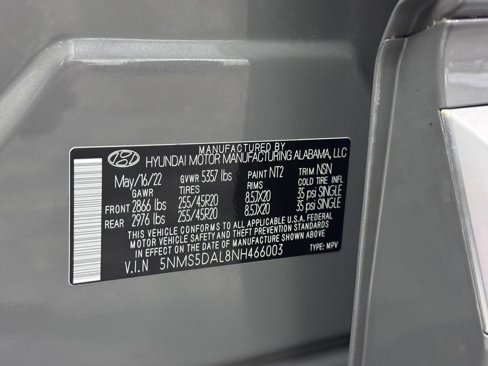 MANUFACTURED BY
HYUNDAI MOTOR MANUFACTURING ALABAMA, LLC
May/16/22 GVWR 5357 lbs PAINT NT2 TRIM NSN
GAWR TIRES RIMS COLD TIRE INFL
FRONT 2866 lbs 255/45R20 8.5JX20 35 psi SINGLE
REAR 2976 lbs 255/45R20 8.5JX20 35 psi SINGLE
THIS VEHICLE CONFORMS TO ALL APPLICABLE U.S.A. FEDERAL
MOTOR VEHICLE SAFETY AND THEFT PREVENTION STANDARDS
IN EFFECT ON THE DATE OF MANUFACTURE SHOWN ABOVE
V.I.N 5NMS5DAL8NH466003 TYPE: MPV